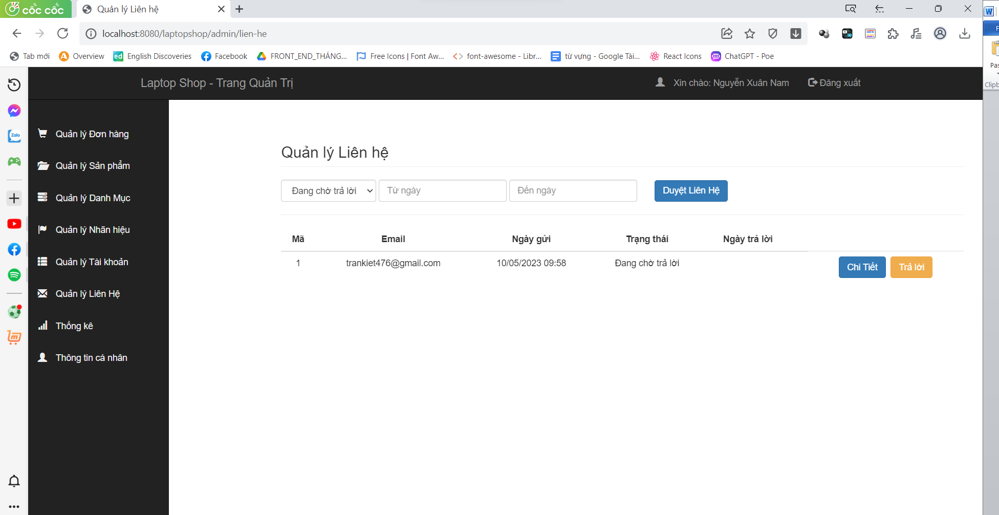 cốc cốc
Quản lý Liên hệ
localhost:8080/laptopshop/admin/lien-he
Tab mới
Overview
ed English Discoveries
Facebook
FRONT_END_THÁNG...
Free Icons | Font Aw...
font-awesome - Libr...
từ vựng - Google Tài...
React Icons
ChatGPT - Poe
W
F
Pas
Clipb
Zalo
Laptop Shop - Trang Quản Trị
Xin chào: Nguyễn Xuân Nam
Đăng xuất
Quản lý Đơn hàng
Quản lý Sản phẩm
Quản lý Danh Mục
Quản lý Nhãn hiệu
Quản lý Tài khoản
Quản lý Liên Hệ
Thống kê
Thông tin cá nhân
Quản lý Liên hệ
Đang chờ trả lời
Từ ngày
Đến ngày
Duyệt Liên Hệ
Mã Email Ngày gửi Trạng thái Ngày trả lời
1 trankiet476@gmail.com 10/05/2023 09:58 Đang chờ trả lời Chi Tiết Trả lời